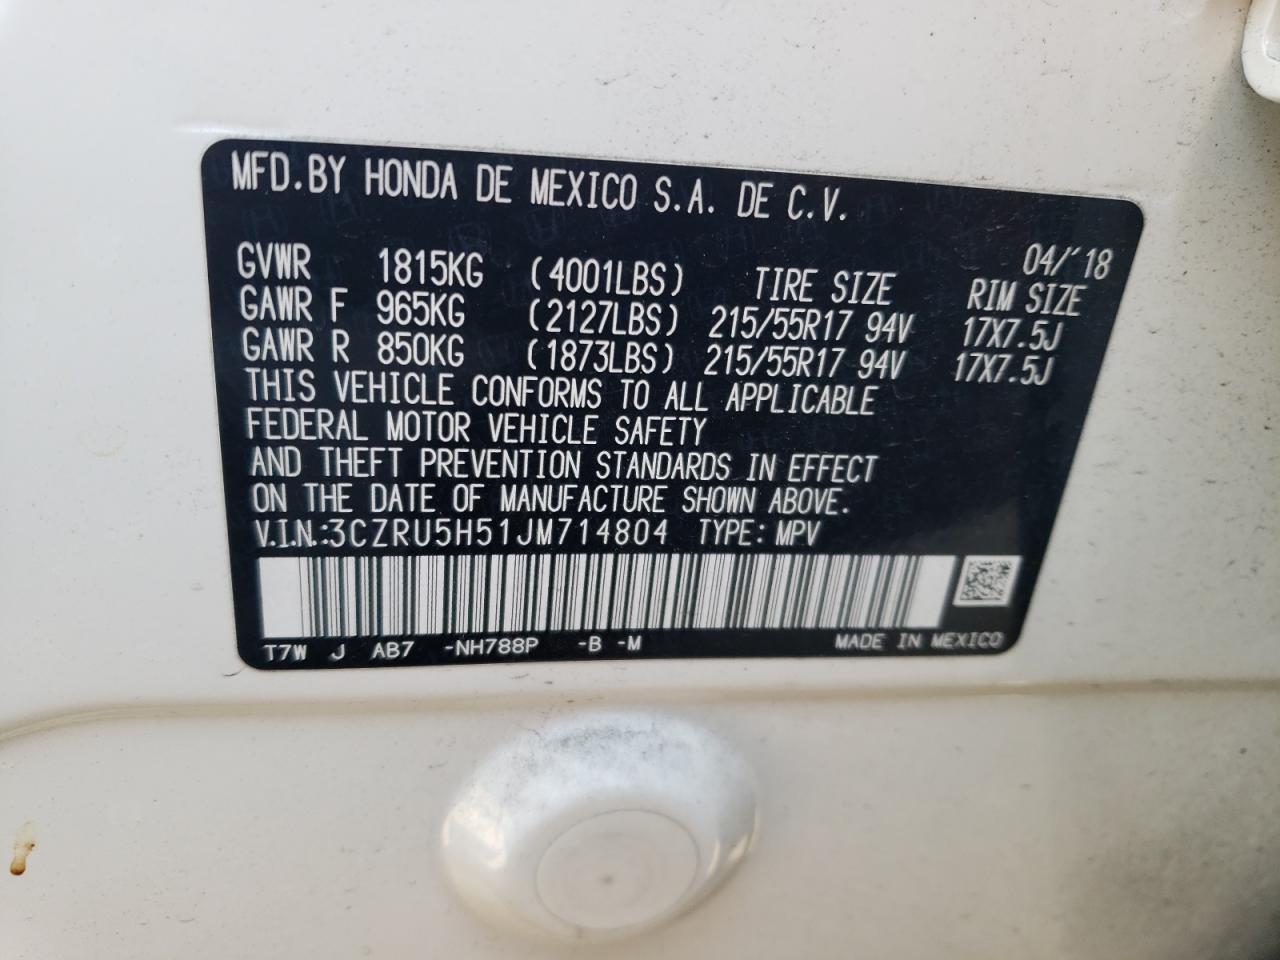 MFD.BY HONDA DE MEXICO S.A. DE C.V.
04/'18
GVWR 1815KG (4001LBS) TIRE SIZE RIM SIZE
GAWR F 965KG (2127LBS) 215/55R17 94V 17X7.5J
GAWR R 850KG (1873LBS) 215/55R17 94V 17X7.5J
THIS VEHICLE CONFORMS TO ALL APPLICABLE
FEDERAL MOTOR VEHICLE SAFETY
AND THEFT PREVENTION STANDARDS IN EFFECT
ON THE DATE OF MANUFACTURE SHOWN ABOVE.
V.I.N.:3CZRU5H51JM714804 TYPE: MPV
T7W J AB7 -NH788P -B -M MADE IN MEXICO